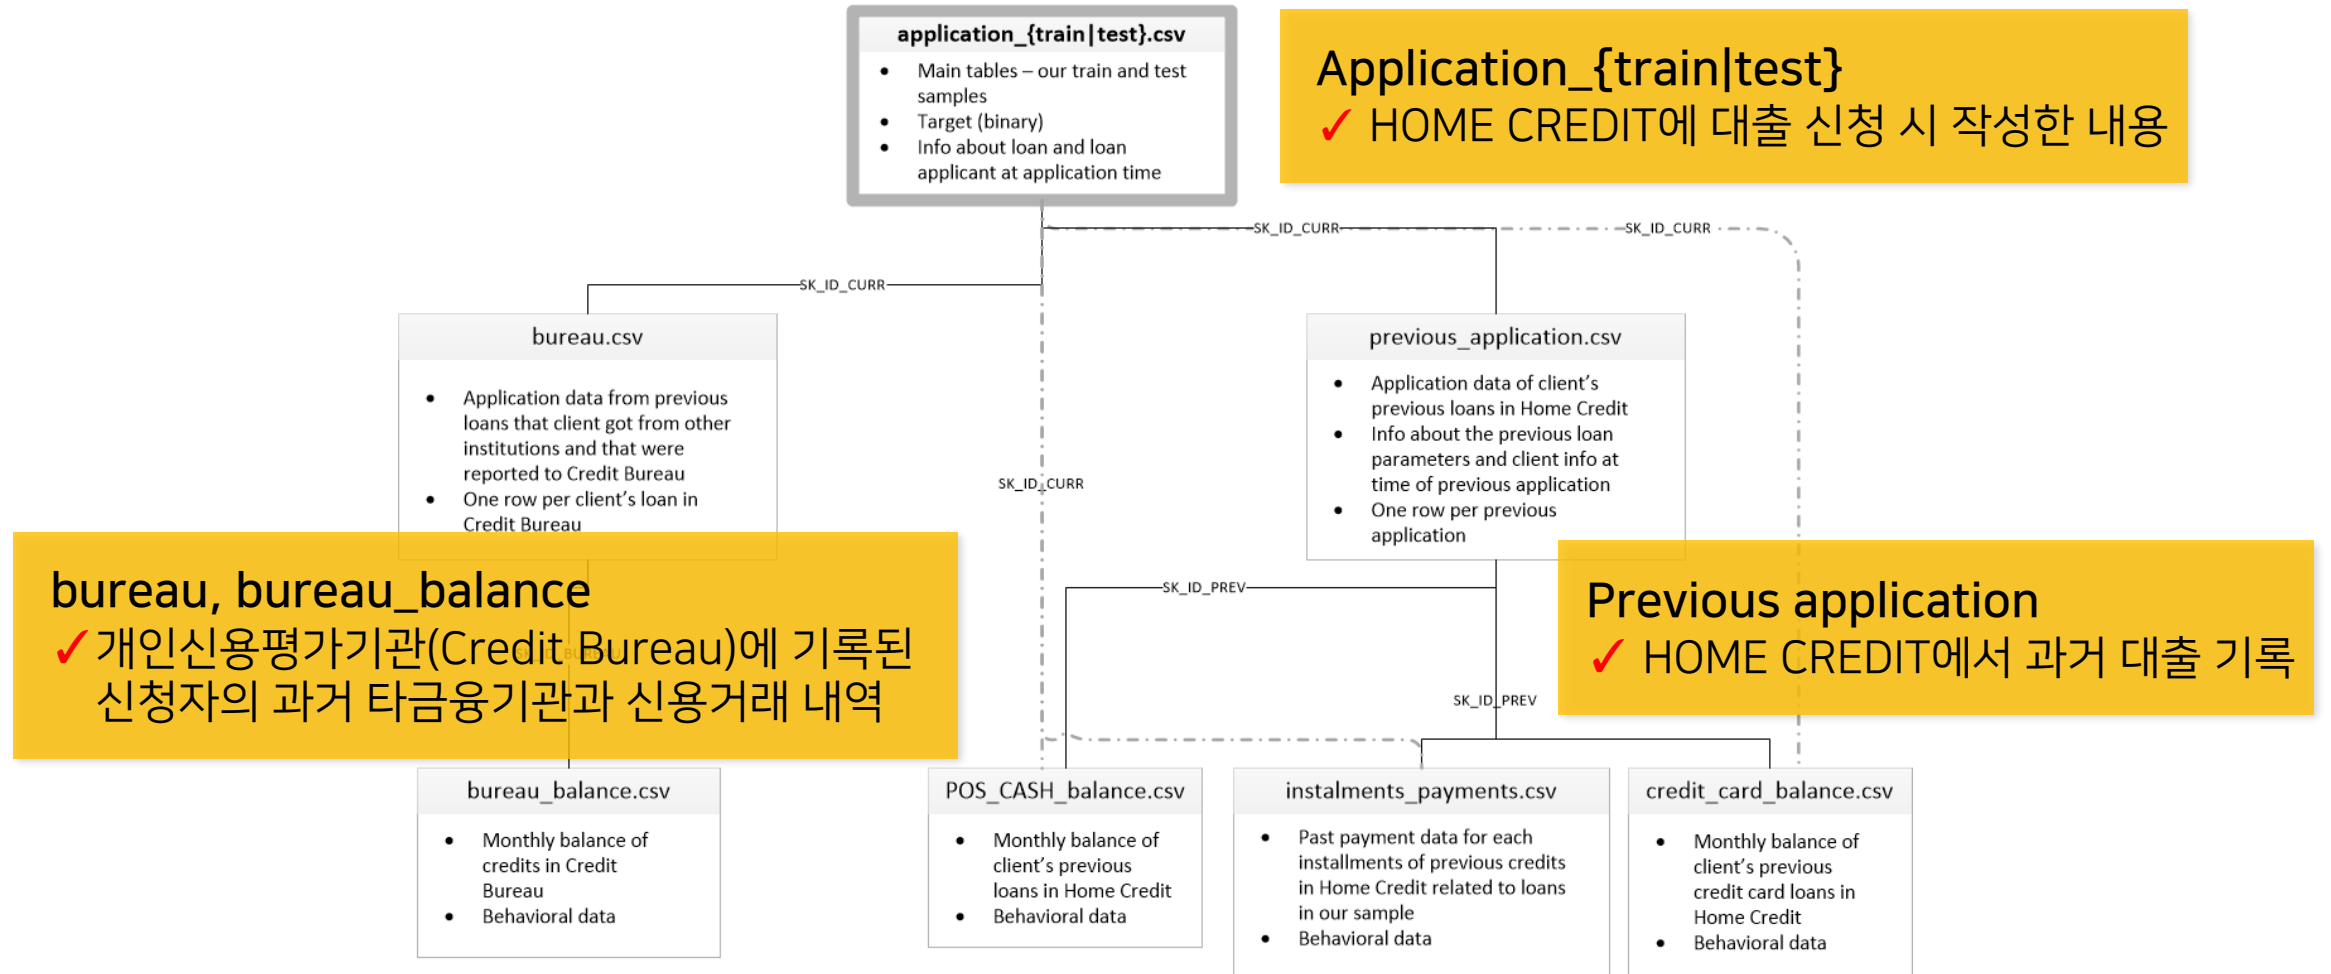 application_{train|test}.csv
• Main tables – our train and test
samples
• Target (binary)
• Info about loan and loan
applicant at application time
Application_{train|test}
✓ HOME CREDIT에 대출 신청 시 작성한 내용
SK_ID_CURR
SK_ID_CURR
SK_ID_CURR
bureau.csv
• Application data from previous
loans that client got from other
institutions and that were
reported to Credit Bureau
• One row per client's loan in
Credit Bureau
SK_ID_CURR
previous_application.csv
• Application data of client's
previous loans in Home Credit
• Info about the previous loan
parameters and client info at
time of previous application
• One row per previous
application
bureau, bureau_balance
✓개인신용평가기관(Credit Bureau)에 기록된
신청자의 과거 타금융기관과 신용거래 내역
SK_ID_BUREAU
SK_ID_PREV
Previous application
✓ HOME CREDIT에서 과거 대출 기록
SK_ID_PREV
bureau_balance.csv
• Monthly balance of
credits in Credit
Bureau
• Behavioral data
POS_CASH_balance.csv
• Monthly balance of
client's previous
loans in Home Credit
• Behavioral data
instalments_payments.csv
• Past payment data for each
installments of previous credits
in Home Credit related to loans
in our sample
• Behavioral data
credit_card_balance.csv
• Monthly balance of
client's previous
credit card loans in
Home Credit
• Behavioral data